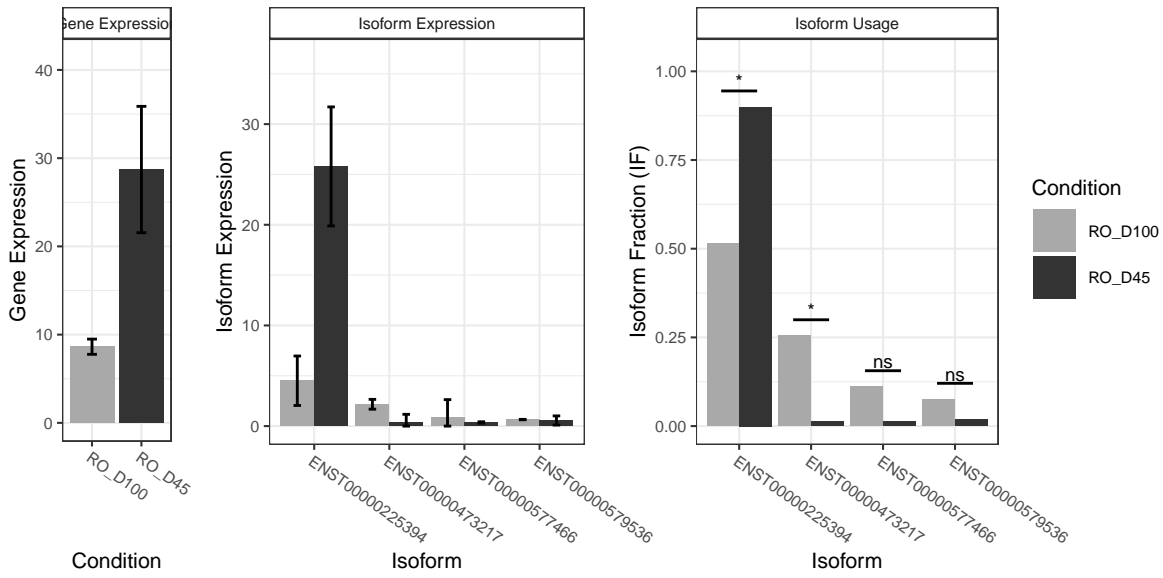 Gene Expression
Isoform Expression
Isoform Usage
Gene Expression
40
30
20
10
0
RO_D100
RO_D45
Condition
Isoform Expression
30
20
10
0
ENST00000225394
ENST00000473217
ENST00000577466
ENST00000579536
Isoform
Isoform Fraction (IF)
1.00
0.75
0.50
0.25
0.00
*
*
ns
ns
ENST00000225394
ENST00000473217
ENST00000577466
ENST00000579536
Isoform
Condition
RO_D100
RO_D45